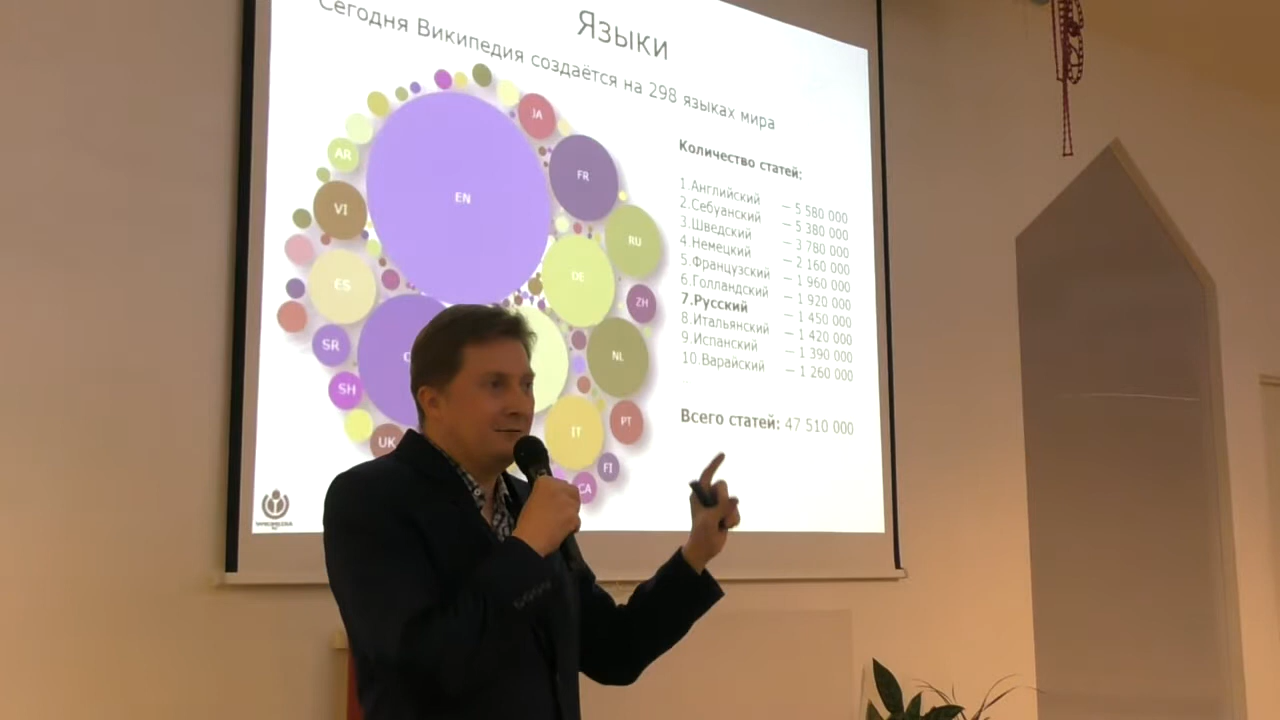 Языки
Сегодня Википедия создаётся на 298 языках мира
Количество статей:
1.Английский – 5 580 000
2.Себуанский – 5 380 000
3.Шведский – 3 780 000
4.Немецкий – 2 160 000
5.Французский – 1 960 000
6.Голландский – 1 920 000
7.Русский – 1 450 000
8.Итальянский – 1 420 000
9.Испанский – 1 390 000
10.Варайский – 1 260 000
Всего статей: 47 510 000
JA
AR
FR
EN
VI
RU
DE
ES
ZH
SR
NL
SH
PT
IT
UK
FI
CA
WIKIMEDIA